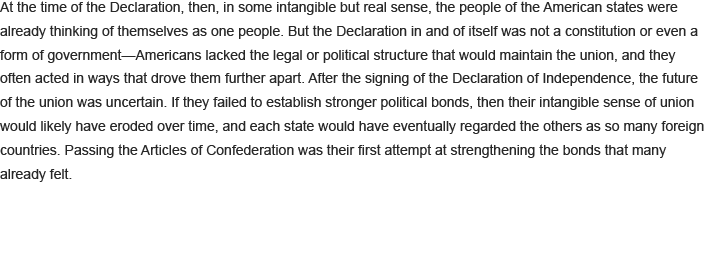 At the time of the Declaration, then, in some intangible but real sense, the people of the American states were
already thinking of themselves as one people. But the Declaration in and of itself was not a constitution or even a
form of government—Americans lacked the legal or political structure that would maintain the union, and they
often acted in ways that drove them further apart. After the signing of the Declaration of Independence, the future
of the union was uncertain. If they failed to establish stronger political bonds, then their intangible sense of union
would likely have eroded over time, and each state would have eventually regarded the others as so many foreign
countries. Passing the Articles of Confederation was their first attempt at strengthening the bonds that many
already felt.